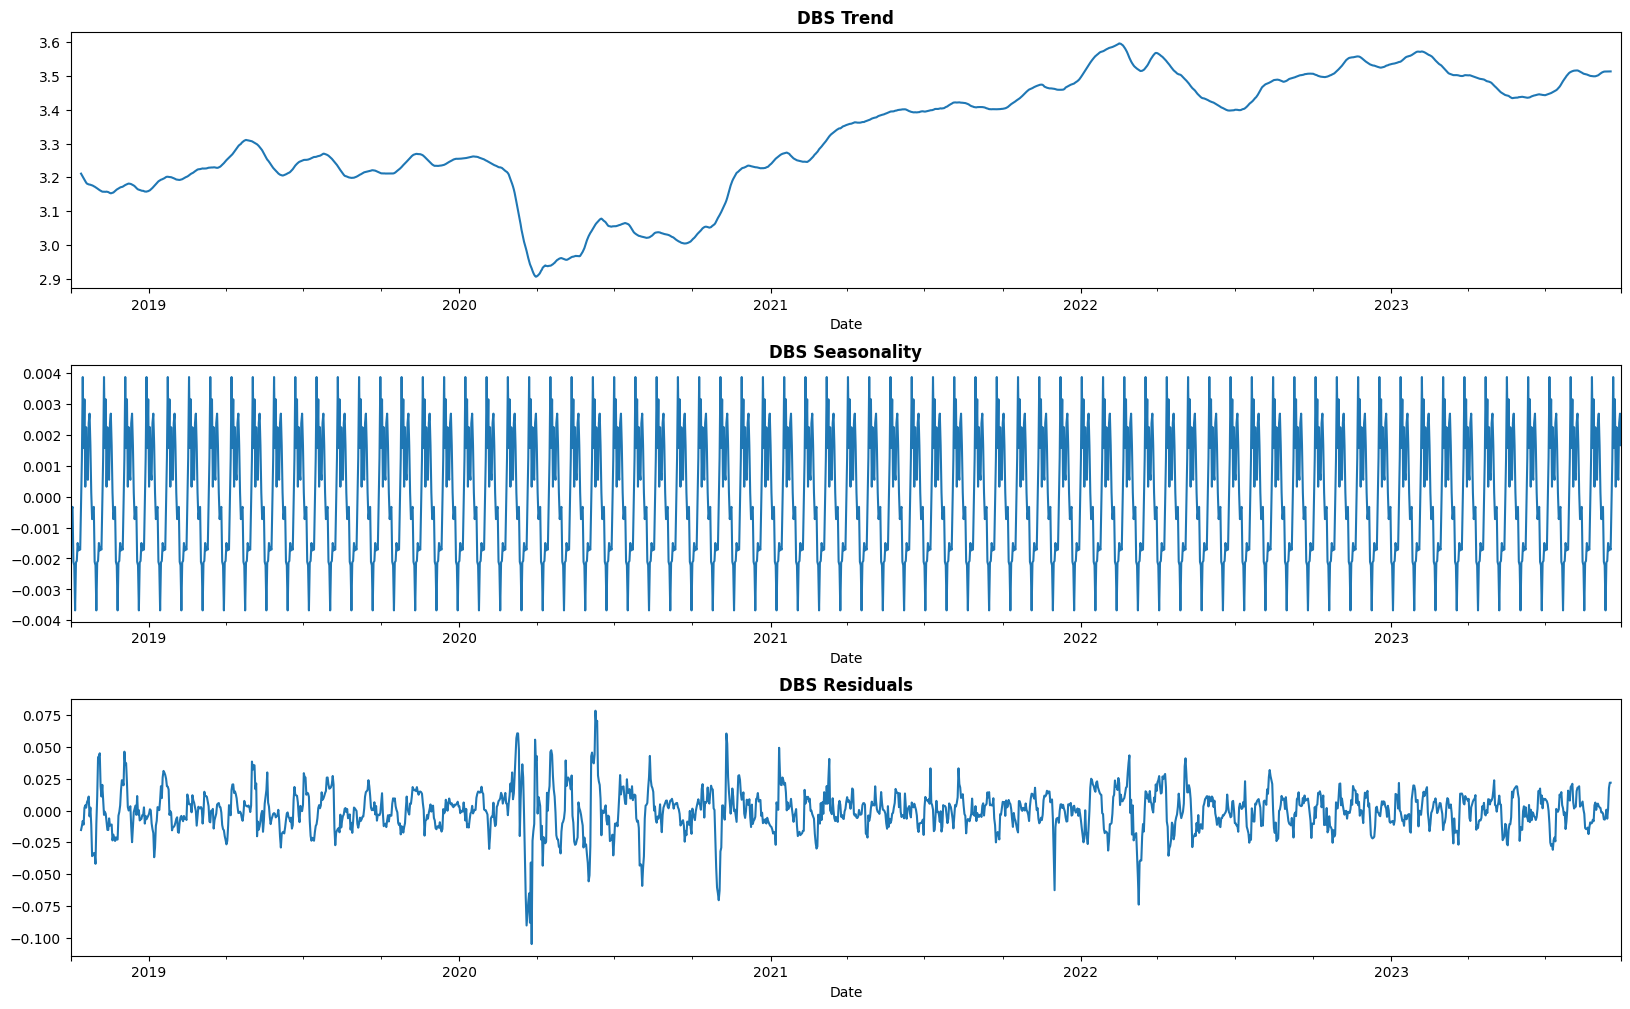 DBS Trend
3.6
3.5
3.4
3.3
3.2
3.1
3.0
2.9
2019 2020 2021 2022 2023
Date
DBS Seasonality
0.004
0.003
0.002
0.001
0.000
−0.001
−0.002
−0.003
−0.004
2019 2020 2021 2022 2023
Date
DBS Residuals
0.075
0.050
0.025
0.000
−0.025
−0.050
−0.075
−0.100
2019 2020 2021 2022 2023
Date